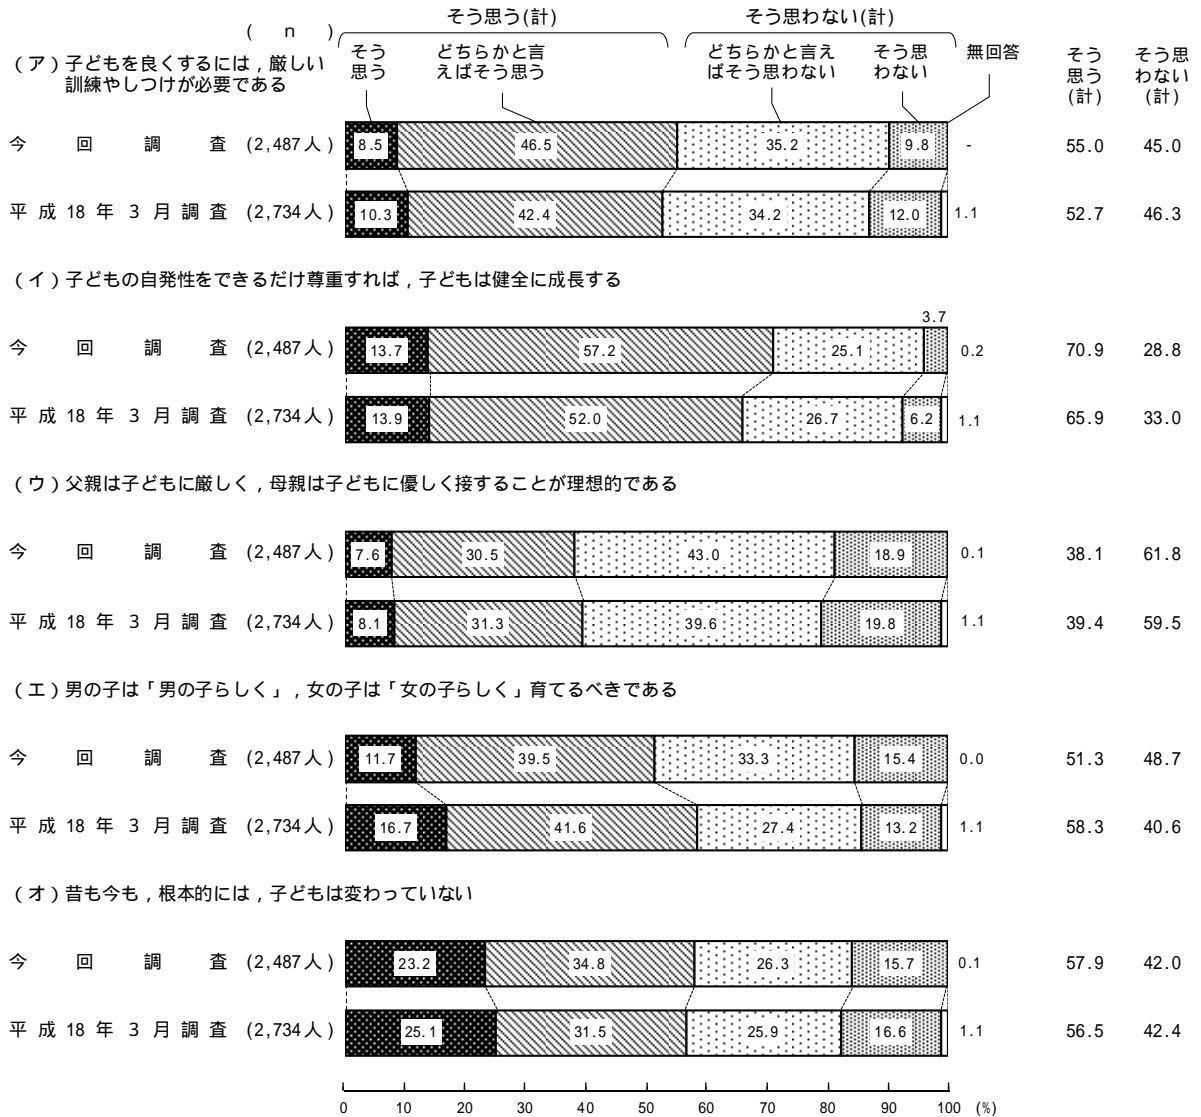 そう思う(計) そう思わない(計)
( n )
そう思う どちらかと言えばそう思う どちらかと言えばそう思わない そう思わない 無回答 そう思う(計) そう思わない(計)
(ア)子どもを良くするには,厳しい
訓練やしつけが必要である
今回調査 (2,487人) 8.5 46.5 35.2 9.8 - 55.0 45.0
平成18年3月調査 (2,734人) 10.3 42.4 34.2 12.0 1.1 52.7 46.3
(イ)子どもの自発性をできるだけ尊重すれば,子どもは健全に成長する
3.7
今回調査 (2,487人) 13.7 57.2 25.1 0.2 70.9 28.8
平成18年3月調査 (2,734人) 13.9 52.0 26.7 6.2 1.1 65.9 33.0
(ウ)父親は子どもに厳しく,母親は子どもに優しく接することが理想的である
今回調査 (2,487人) 7.6 30.5 43.0 18.9 0.1 38.1 61.8
平成18年3月調査 (2,734人) 8.1 31.3 39.6 19.8 1.1 39.4 59.5
(エ)男の子は「男の子らしく」,女の子は「女の子らしく」育てるべきである
今回調査 (2,487人) 11.7 39.5 33.3 15.4 0.0 51.3 48.7
平成18年3月調査 (2,734人) 16.7 41.6 27.4 13.2 1.1 58.3 40.6
(オ)昔も今も,根本的には,子どもは変わっていない
今回調査 (2,487人) 23.2 34.8 26.3 15.7 0.1 57.9 42.0
平成18年3月調査 (2,734人) 25.1 31.5 25.9 16.6 1.1 56.5 42.4
0 10 20 30 40 50 60 70 80 90 100 (%)